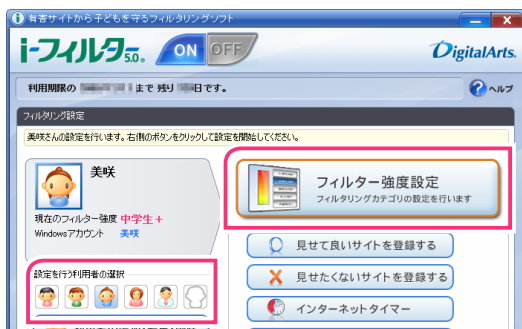 有害サイトから子どもを守るフィルタリングソフト
i-フィルター5.0. ON OFF
DigitalArts.
利用期限の まで 残り 日です。
ヘルプ
フィルタリング設定
美咲さんの設定を行います。右側のボタンをクリックして設定を開始してください。
美咲
現在のフィルター強度 中学生+
Windowsアカウント 美咲
設定を行う利用者の選択
フィルター強度設定
フィルタリングカテゴリの設定を行います
見せて良いサイトを登録する
見せたくないサイトを登録する
インターネットタイマー